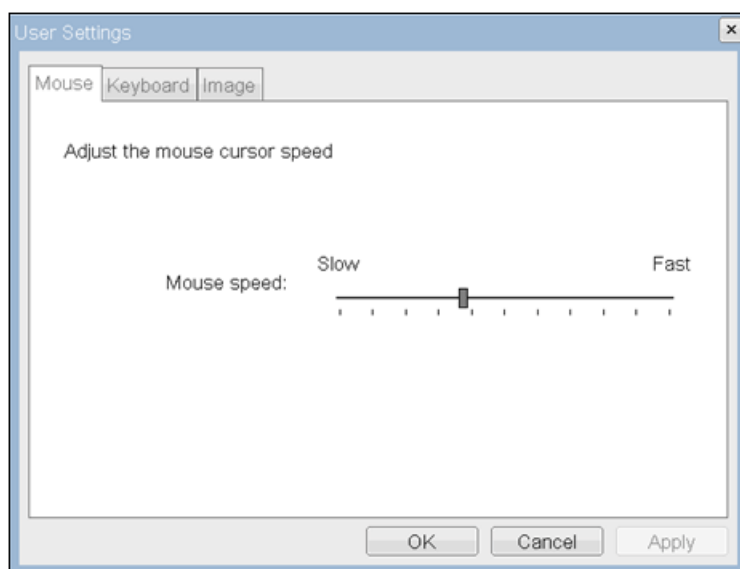 User Settings
Mouse Keyboard Image
Adjust the mouse cursor speed
Slow Fast
Mouse speed:
OK Cancel Apply